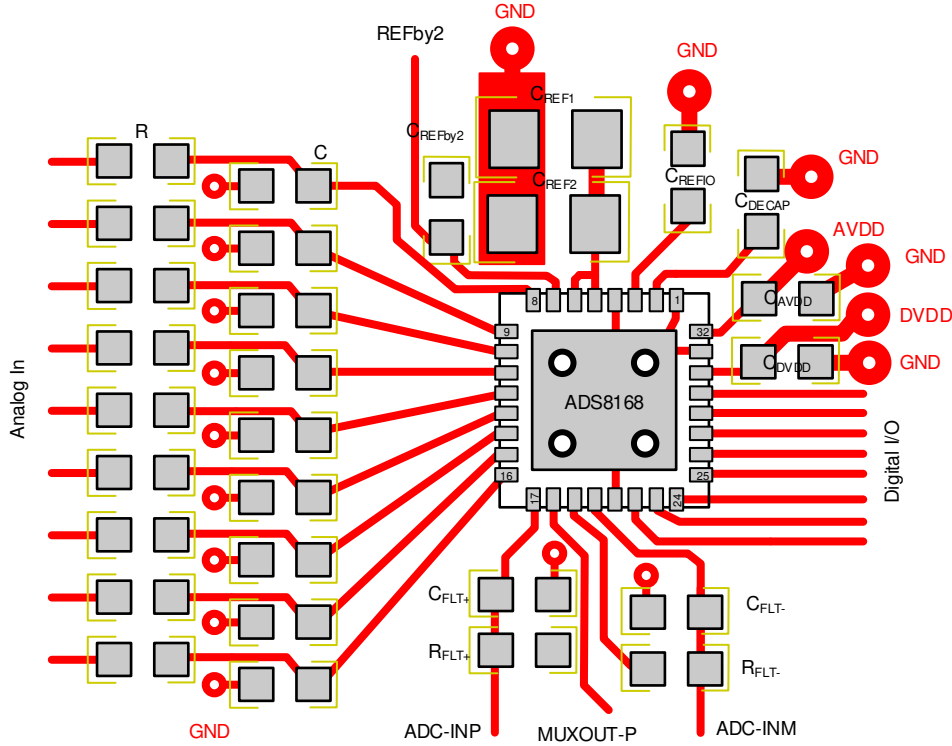 GND
REFby2
GND
CREF1
R
CREFby2
C
GND
CREF2
CREFIO
CDECAP
AVDD
GND
8
1
CAVDD
DVDD
9
32
CDVDD
GND
Analog In
ADS8168
Digital I/O
16
25
17
24
CFLT+
CFLT-
RFLT+
RFLT-
GND
ADC-INP
MUXOUT-P
ADC-INM